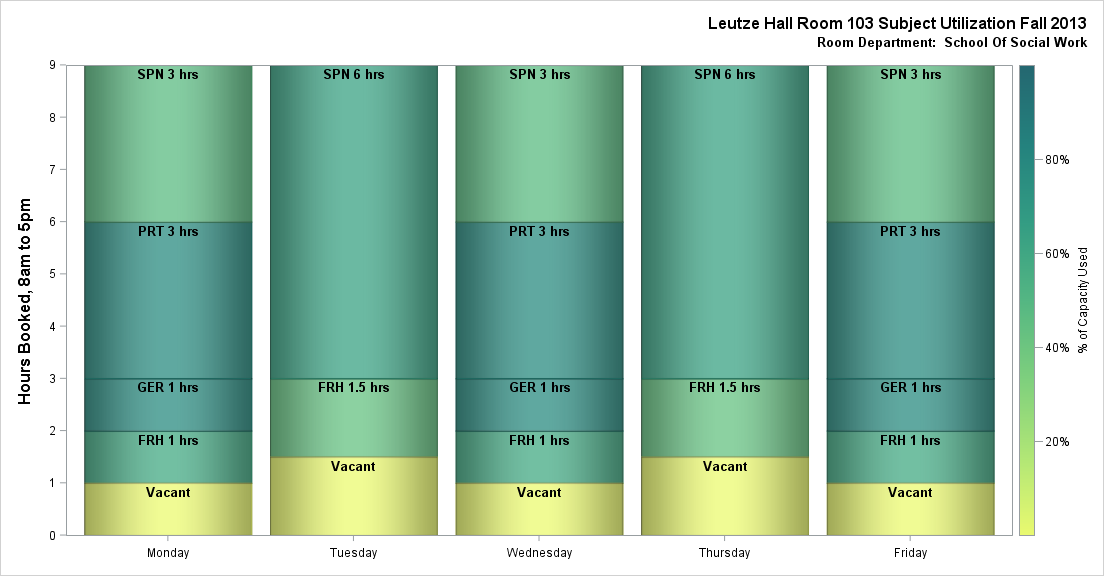 Leutze Hall Room 103 Subject Utilization Fall 2013
Room Department:  School Of Social Work
Hours Booked, 8am to 5pm
9
8
7
6
5
4
3
2
1
0
SPN 3 hrs
PRT 3 hrs
GER 1 hrs
FRH 1 hrs
Vacant
SPN 6 hrs
FRH 1.5 hrs
Vacant
SPN 3 hrs
PRT 3 hrs
GER 1 hrs
FRH 1 hrs
Vacant
SPN 6 hrs
FRH 1.5 hrs
Vacant
SPN 3 hrs
PRT 3 hrs
GER 1 hrs
FRH 1 hrs
Vacant
Monday
Tuesday
Wednesday
Thursday
Friday
80%
60%
40%
20%
% of Capacity Used